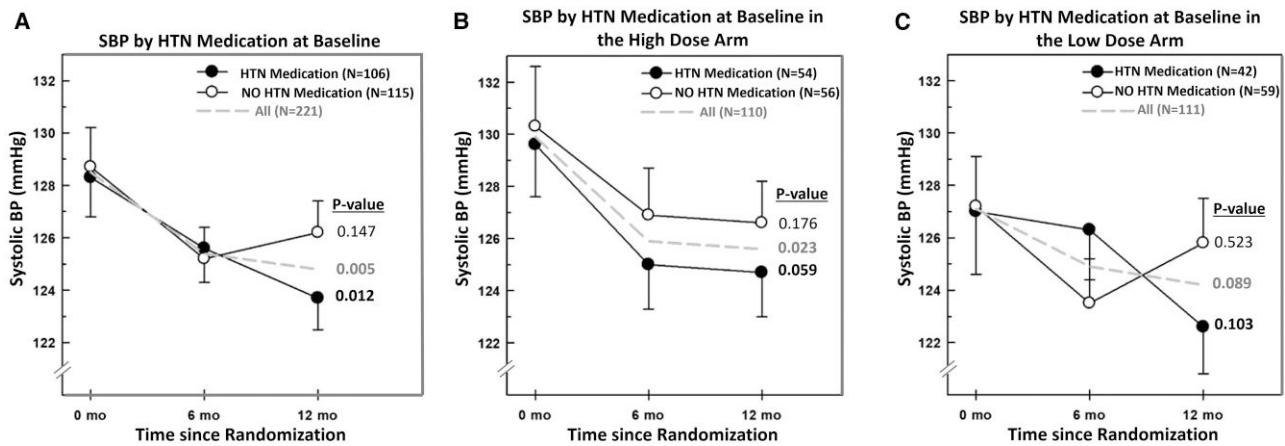 A
SBP by HTN Medication at Baseline
HTN Medication (N=106)
NO HTN Medication (N=115)
All (N=221)
Systolic BP (mmHg)
132
130
128
126
124
122
P-value
0.147
0.005
0.012
0 mo
6 mo
12 mo
Time since Randomization
B
SBP by HTN Medication at Baseline in
the High Dose Arm
HTN Medication (N=54)
NO HTN Medication (N=56)
All (N=110)
Systolic BP (mmHg)
132
130
128
126
124
122
P-value
0.176
0.023
0.059
0 mo
6 mo
12 mo
Time since Randomization
C
SBP by HTN Medication at Baseline in
the Low Dose Arm
HTN Medication (N=42)
NO HTN Medication (N=59)
All (N=111)
Systolic BP (mmHg)
132
130
128
126
124
122
P-value
0.523
0.089
0.103
0 mo
6 mo
12 mo
Time since Randomization